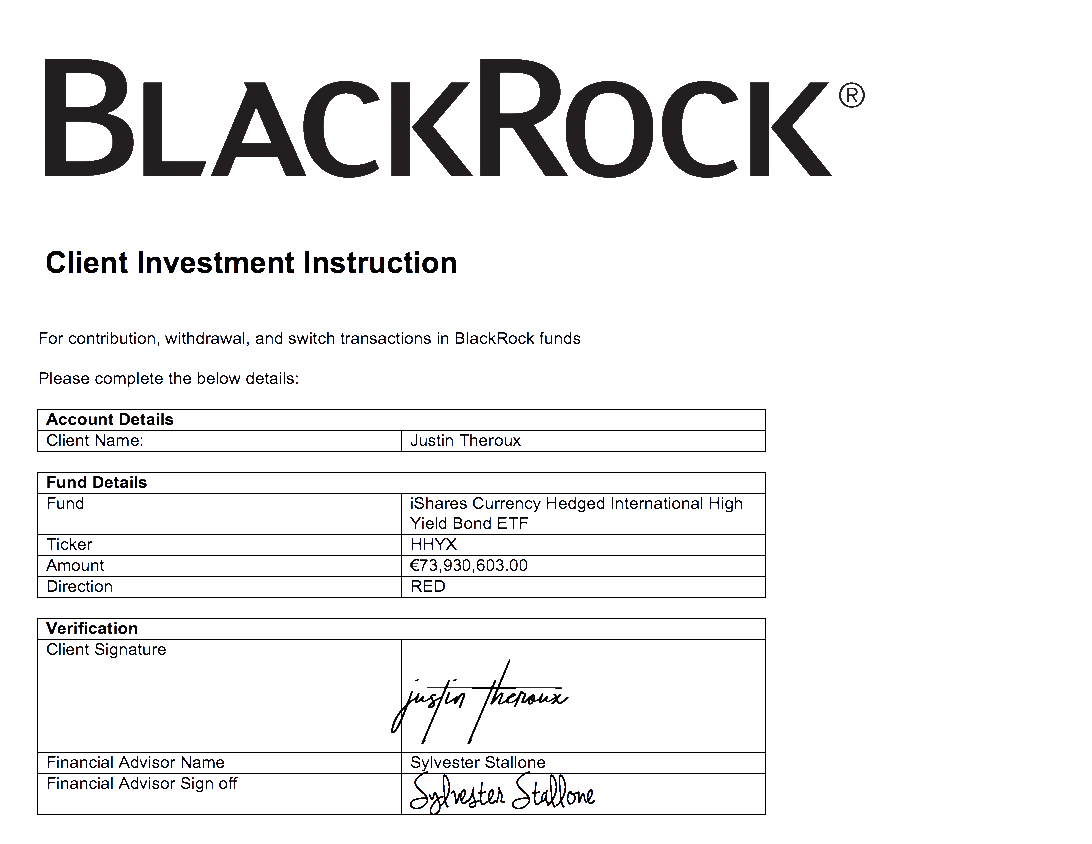 BLACKROCK®
Client Investment Instruction
For contribution, withdrawal, and switch transactions in BlackRock funds
Please complete the below details:
Account Details
Client Name: Justin Theroux
Fund Details
Fund iShares Currency Hedged International High
Yield Bond ETF
Ticker HHYX
Amount €73,930,603.00
Direction RED
Verification
Client Signature
justin theroux
Financial Advisor Name Sylvester Stallone
Financial Advisor Sign off Sylvester Stallone